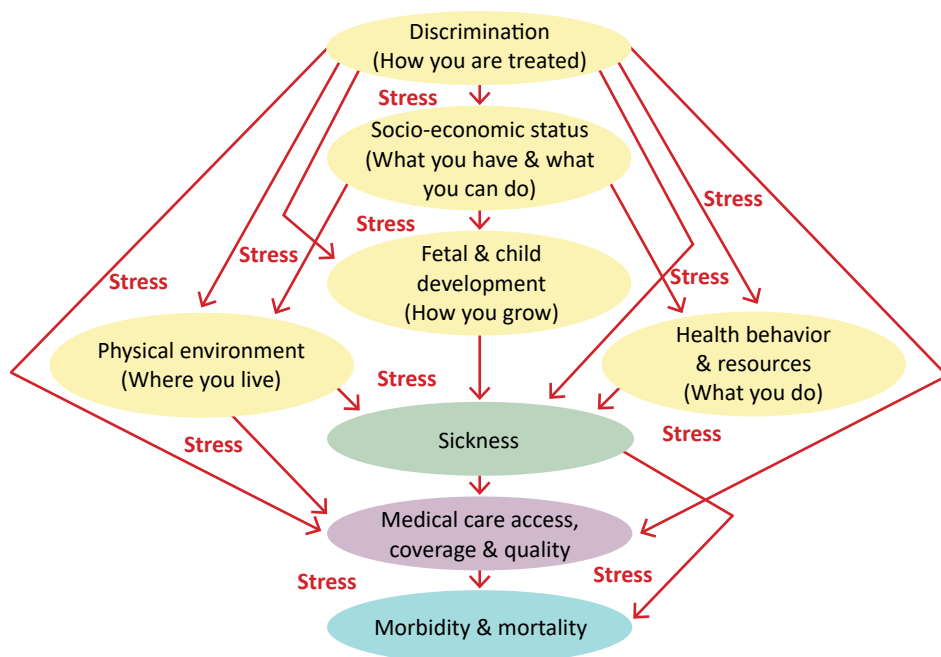 Discrimination
(How you are treated)
Stress
Socio-economic status
(What you have & what
you can do)
Stress
Stress
Stress
Fetal & child
development
(How you grow)
Stress
Stress
Physical environment
(Where you live)
Health behavior
& resources
(What you do)
Stress
Sickness
Stress
Stress
Stress
Medical care access,
coverage & quality
Stress
Stress
Morbidity & mortality